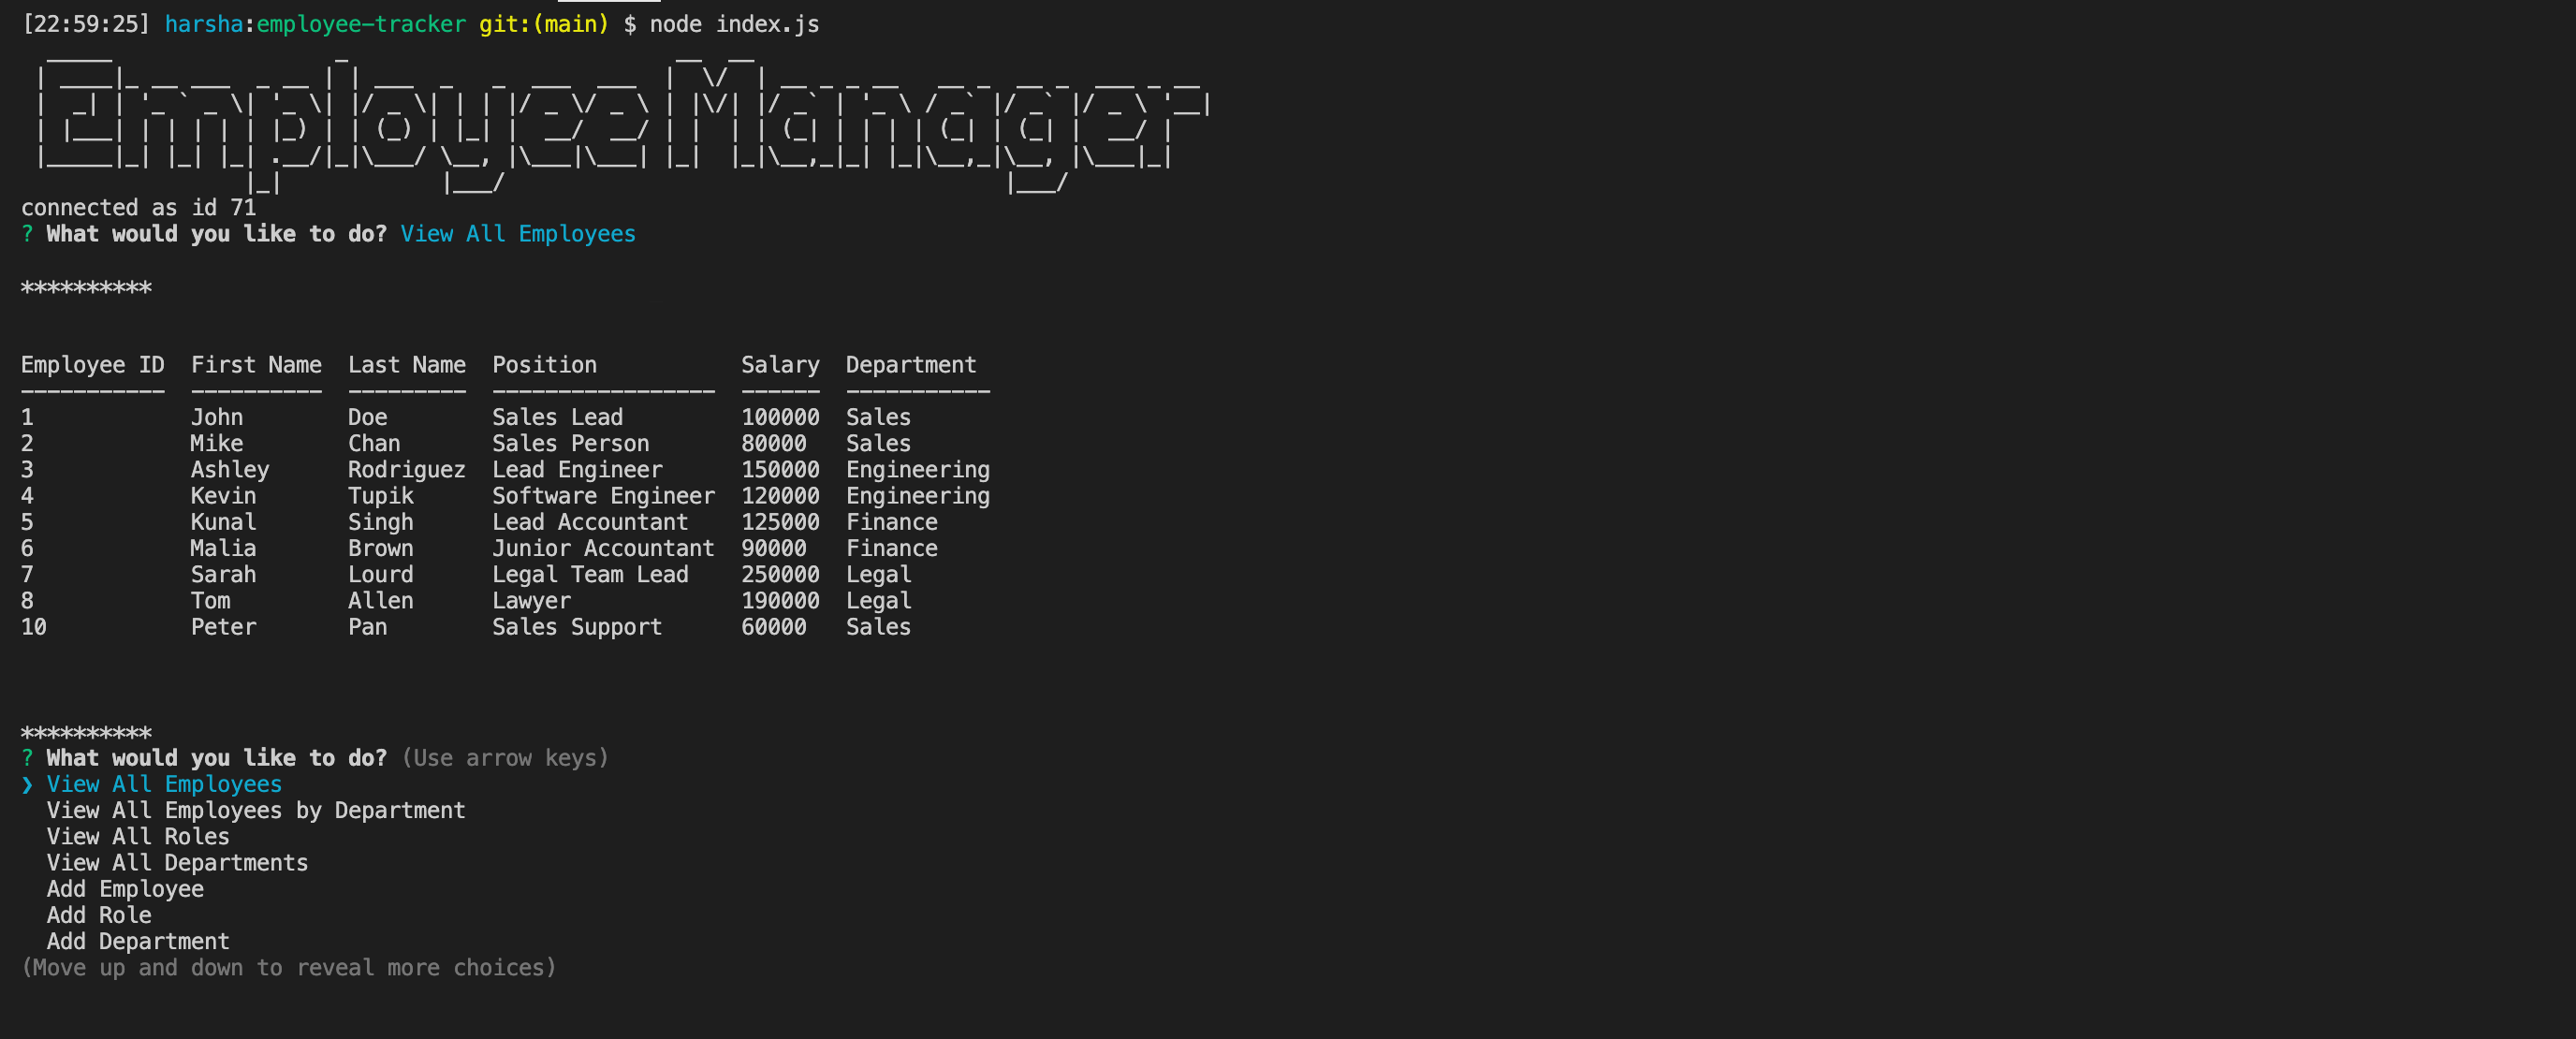 [22:59:25] harsha:employee-tracker git:(main) $ node index.js
Employee Manager
connected as id 71
? What would you like to do? View All Employees
**********
Employee ID  First Name  Last Name  Position           Salary  Department
-----------  ----------  ---------  -----------------  ------  -----------
1            John        Doe        Sales Lead         100000  Sales
2            Mike        Chan       Sales Person       80000   Sales
3            Ashley      Rodriguez  Lead Engineer      150000  Engineering
4            Kevin       Tupik      Software Engineer  120000  Engineering
5            Kunal       Singh      Lead Accountant    125000  Finance
6            Malia       Brown      Junior Accountant  90000   Finance
7            Sarah       Lourd      Legal Team Lead    250000  Legal
8            Tom         Allen      Lawyer             190000  Legal
10           Peter       Pan        Sales Support      60000   Sales
**********
? What would you like to do? (Use arrow keys)
❯ View All Employees
  View All Employees by Department
  View All Roles
  View All Departments
  Add Employee
  Add Role
  Add Department
(Move up and down to reveal more choices)